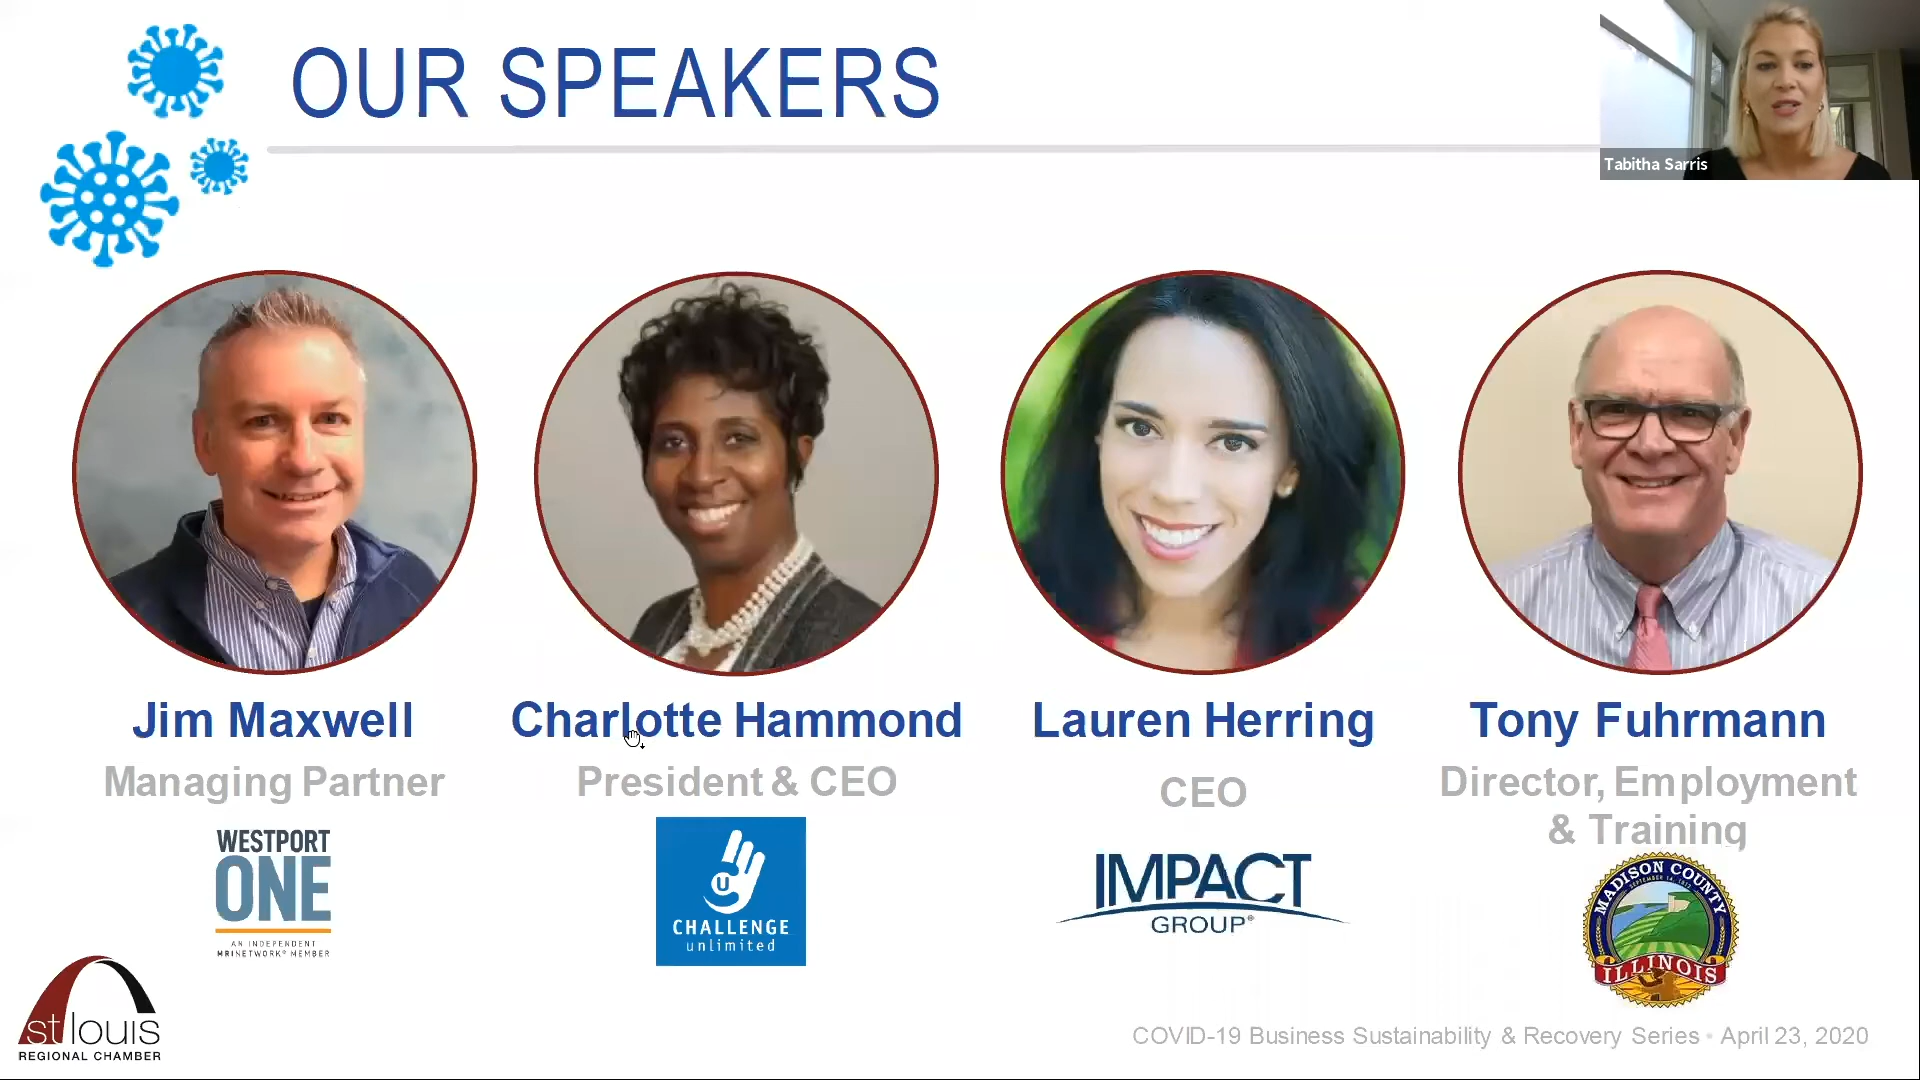 OUR SPEAKERS
Tabitha Sarris
Jim Maxwell
Managing Partner
WESTPORT
ONE
AN INDEPENDENT
MRINETWORK® MEMBER
Charlotte Hammond
President & CEO
U
CHALLENGE
unlimited
Lauren Herring
CEO
IMPACT
GROUP®
Tony Fuhrmann
Director, Employment
& Training
MADISON COUNTY
ILLINOIS
st louis
REGIONAL CHAMBER
COVID-19 Business Sustainability & Recovery Series • April 23, 2020